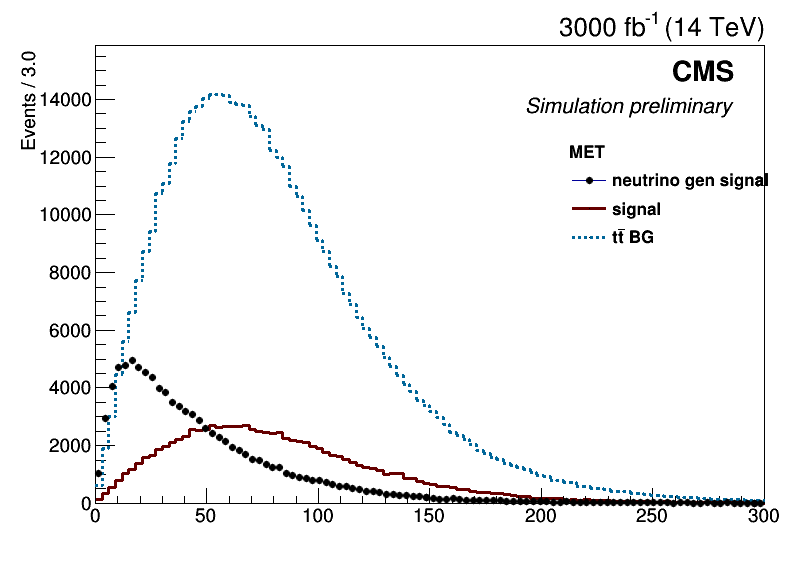 3000 fb-1 (14 TeV)
CMS
Simulation preliminary
MET
neutrino gen signal
signal
tt̄ BG
Events / 3.0
14000
12000
10000
8000
6000
4000
2000
0
0 50 100 150 200 250 300